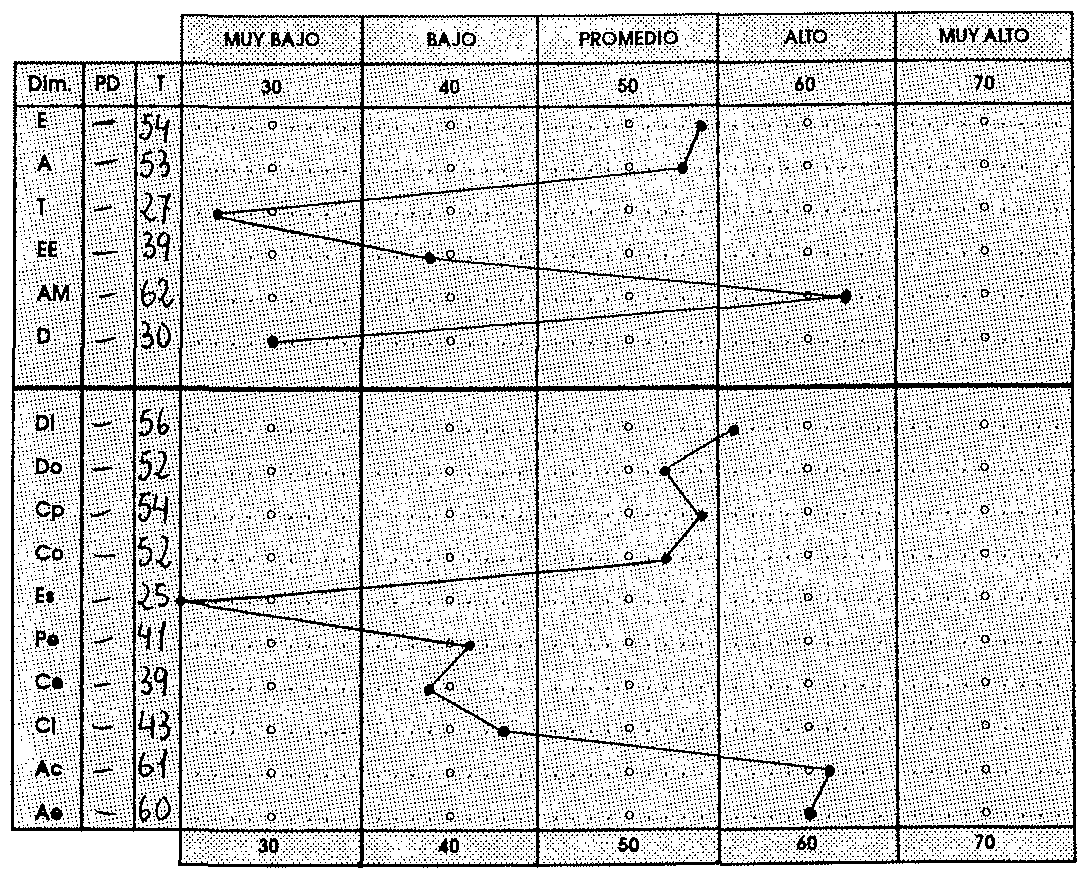 MUY BAJO BAJO PROMEDIO ALTO MUY ALTO
Dim. PD T 30 40 50 60 70
E — 54
A — 53
T — 27
EE — 39
AM — 62
D — 30
DI — 56
Do — 52
Cp — 54
Co — 52
Es — 25
Pe — 41
Ce — 39
CI — 43
Ac — 61
Ae — 60
30 40 50 60 70